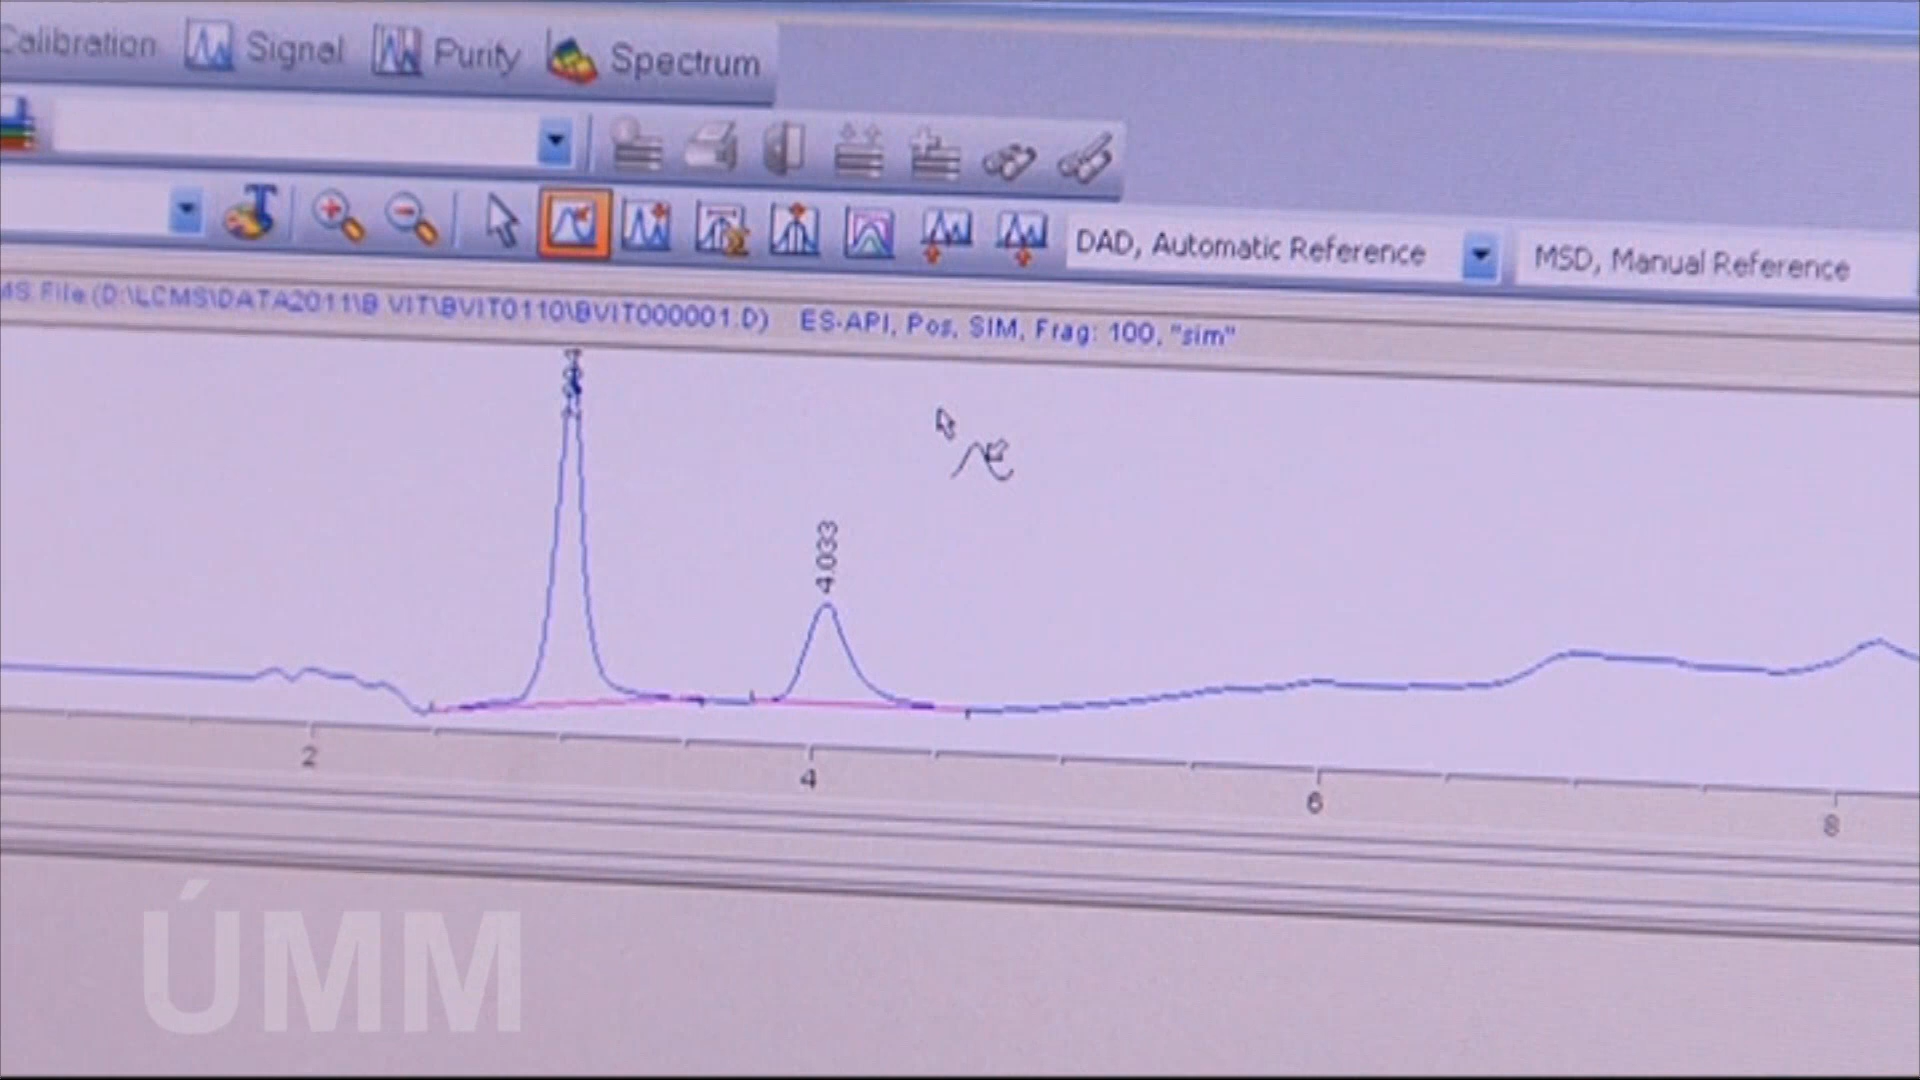 Calibration Signal Purity Spectrum
DAD, Automatic Reference MSD, Manual Reference
MS File (D:\LCMS\DATA2011\B VIT\BVIT0110\BVIT000001.D) ES-API, Pos, SIM, Frag: 100, "sim"
4.033
2 4 6 8
ÚMM